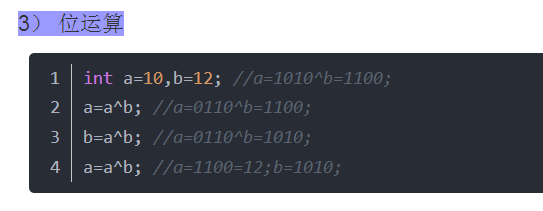 3） 位运算
1 int a=10,b=12; //a=1010^b=1100;
2 a=a^b; //a=0110^b=1100;
3 b=a^b; //a=0110^b=1010;
4 a=a^b; //a=1100=12;b=1010;